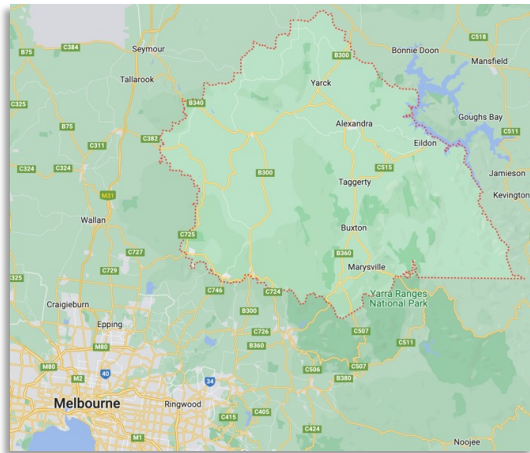 C384
B75
Seymour
Tallarook
C518
B300
Bonnie Doon
Mansfield
Yarck
C325
B340
B75
Goughs Bay
Alexandra
C382
Eildon
C511
C311
C324
C324
C515
B300
Jamieson
Taggerty
Kevington
M31
Wallan
Buxton
C725
C727
B360
Marysville
C729
325
C746
C724
Yarra Ranges
National Park
Craigieburn
B300
Epping
C726
C507
C511
B360
M80
M80
C506
C507
40
M2
34
B380
Melbourne
Ringwood
C415
C405
C424
M1
Noojee